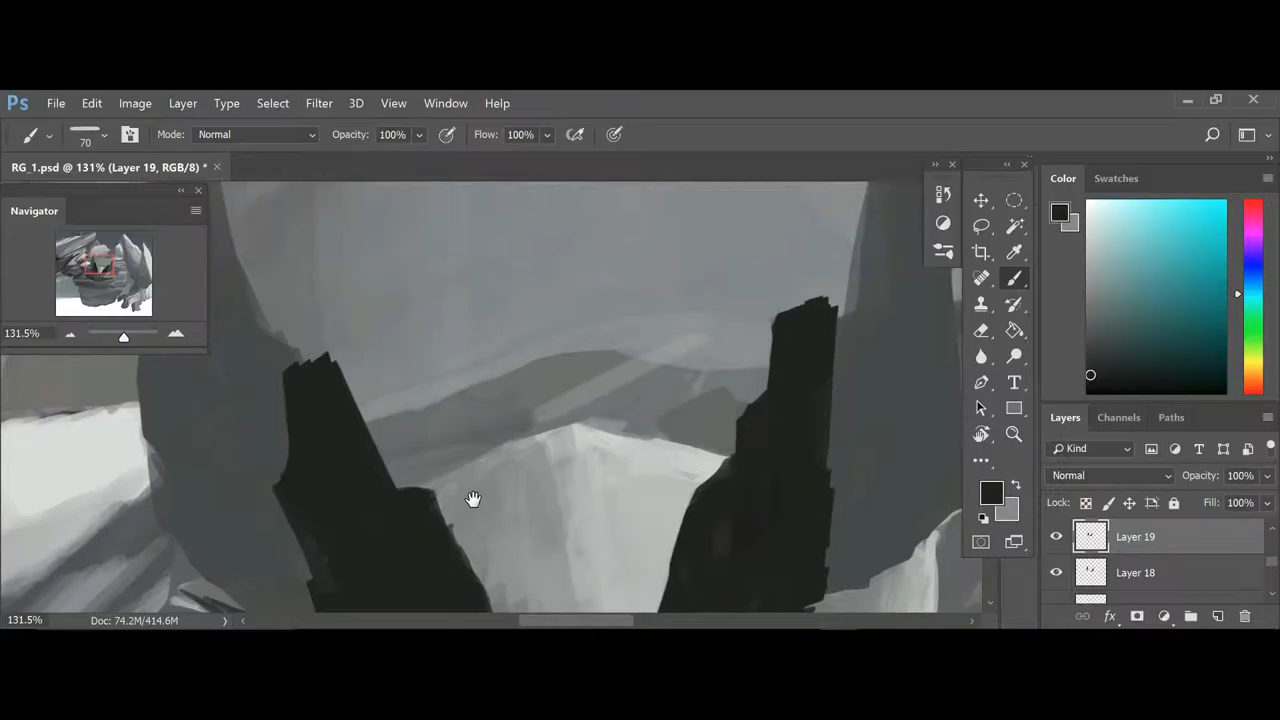 Ps File Edit Image Layer Type Select Filter 3D View Window Help
70 Mode: Normal Opacity: 100% Flow: 100%
RG_1.psd @ 131% (Layer 19, RGB/8) * ×
Navigator
131.5%
Color Swatches
Layers Channels Paths
Kind
Normal Opacity: 100%
Lock: Fill: 100%
Layer 19
Layer 18
131.5% Doc: 74.2M/414.6M